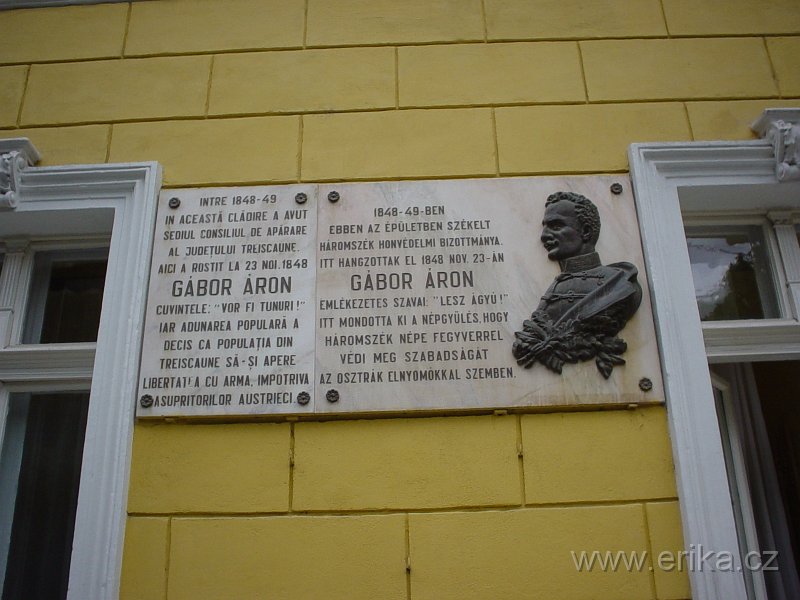 INTRE 1848-49
IN ACEASTĂ CLĂDIRE A AVUT
SEDIUL CONSILIUL DE APĂRARE
AL JUDEȚULUI TREISCAUNE.
AICI A ROSTIT LA 23 NOI. 1848
GÁBOR ÁRON
CUVINTELE: "VOR FI TUNURI!"
IAR ADUNAREA POPULARĂ A
DECIS CA POPULAȚIA DIN
TREISCAUNE SĂ-ȘI APERE
LIBERTATEA CU ARMA, IMPOTRIVA
ASUPRITORILOR AUSTRIECI.
1848-49-BEN
EBBEN AZ ÉPÜLETBEN SZÉKELT
HÁROMSZÉK HONVÉDELMI BIZOTTMÁNYA.
ITT HANGZOTTAK EL 1848 NOV. 23-ÁN
GÁBOR ÁRON
EMLÉKEZETES SZAVAI: "LESZ ÁGYÚ!"
ITT MONDOTTA KI A NÉPGYŰLÉS, HOGY
HÁROMSZÉK NÉPE FEGYVERREL
VÉDI MEG SZABADSÁGÁT
AZ OSZTRÁK ELNYOMÓKKAL SZEMBEN.
www.erika.cz